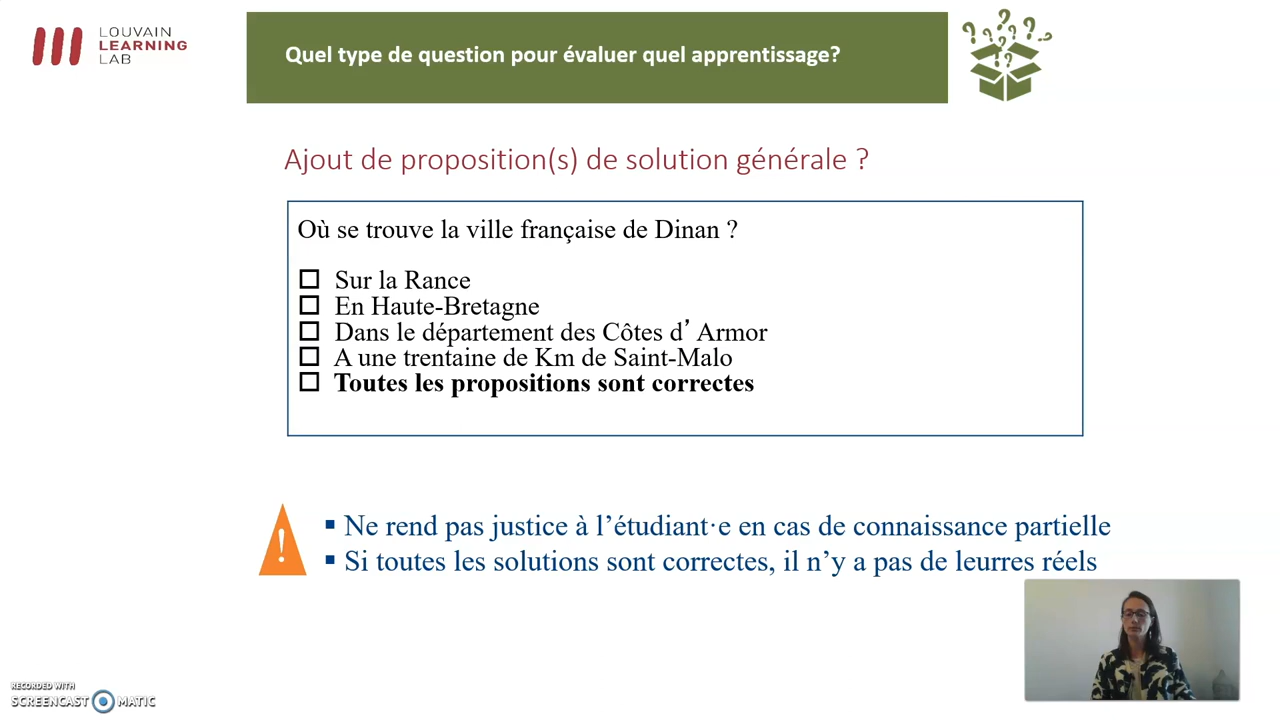 LOUVAIN
LEARNING
LAB
Quel type de question pour évaluer quel apprentissage?
Ajout de proposition(s) de solution générale ?
Où se trouve la ville française de Dinan ?
Sur la Rance
En Haute-Bretagne
Dans le département des Côtes d’ Armor
A une trentaine de Km de Saint-Malo
Toutes les propositions sont correctes
!
▪ Ne rend pas justice à l’étudiant·e en cas de connaissance partielle
▪ Si toutes les solutions sont correctes, il n’y a pas de leurres réels
RECORDED WITH
SCREENCAST MATIC